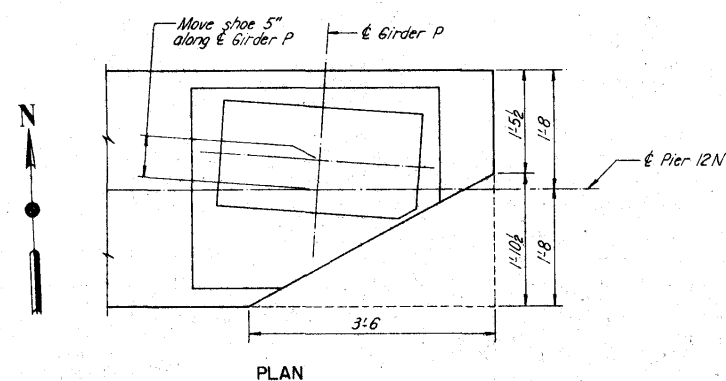 Move shoe 5"
along ℄ Girder P
℄ Girder P
N
1'-5½
1'-8
℄ Pier 12N
1'-10½
1'-8
3'-6
PLAN